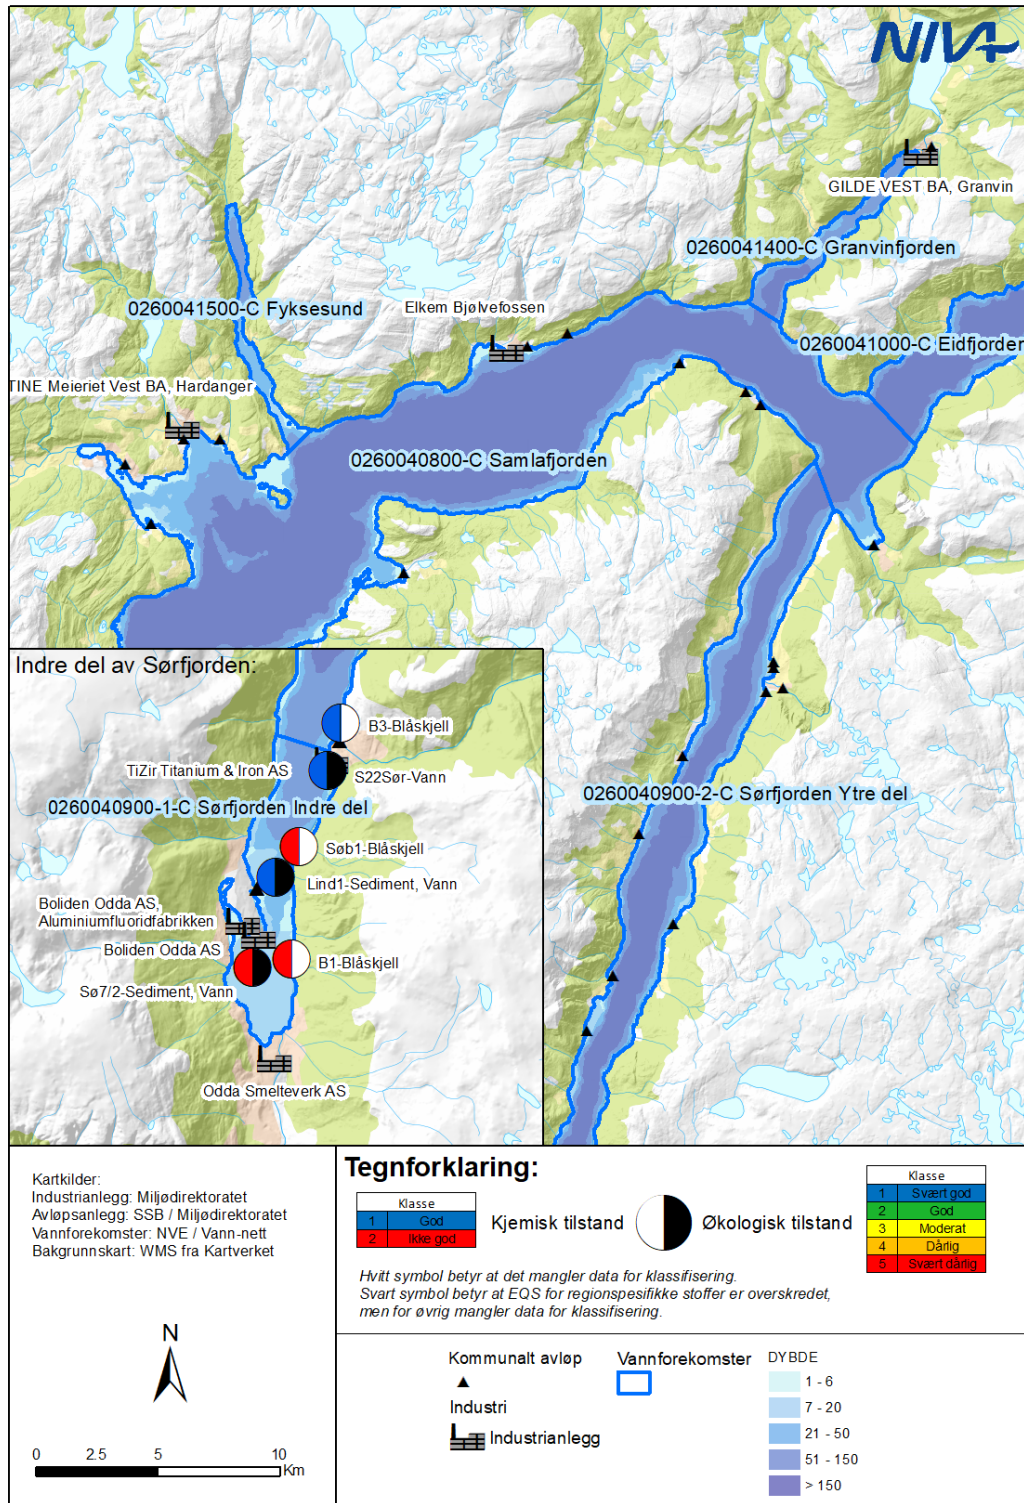 NIVA
GILDE VEST BA, Granvin
0260041400-C Granvinfjorden
0260041500-C Fyksesund
Elkem Bjølvefossen
0260041000-C Eidfjorden
TINE Meieriet Vest BA, Hardanger
0260040800-C Samlafjorden
Indre del av Sørfjorden:
B3-Blåskjell
TiZir Titanium & Iron AS
S22Sør-Vann
0260040900-1-C Sørfjorden Indre del
0260040900-2-C Sørfjorden Ytre del
Søb1-Blåskjell
Lind1-Sediment, Vann
Boliden Odda AS,
Aluminiumfluoridfabrikken
Boliden Odda AS
B1-Blåskjell
Sø7/2-Sediment, Vann
Odda Smelteverk AS
Kartkilder:
Industrianlegg: Miljødirektoratet
Avløpsanlegg: SSB / Miljødirektoratet
Vannforekomster: NVE / Vann-nett
Bakgrunnskart: WMS fra Kartverket
N
0 2.5 5 10
Km
Tegnforklaring:
Klasse
1 God
2 Ikke god
Kjemisk tilstand
Økologisk tilstand
Klasse
1 Svært god
2 God
3 Moderat
4 Dårlig
5 Svært dårlig
Hvitt symbol betyr at det mangler data for klassifisering.
Svart symbol betyr at EQS for regionspesifikke stoffer er overskredet,
men for øvrig mangler data for klassifisering.
Kommunalt avløp
Industri
Industrianlegg
Vannforekomster
DYBDE
1 - 6
7 - 20
21 - 50
51 - 150
> 150